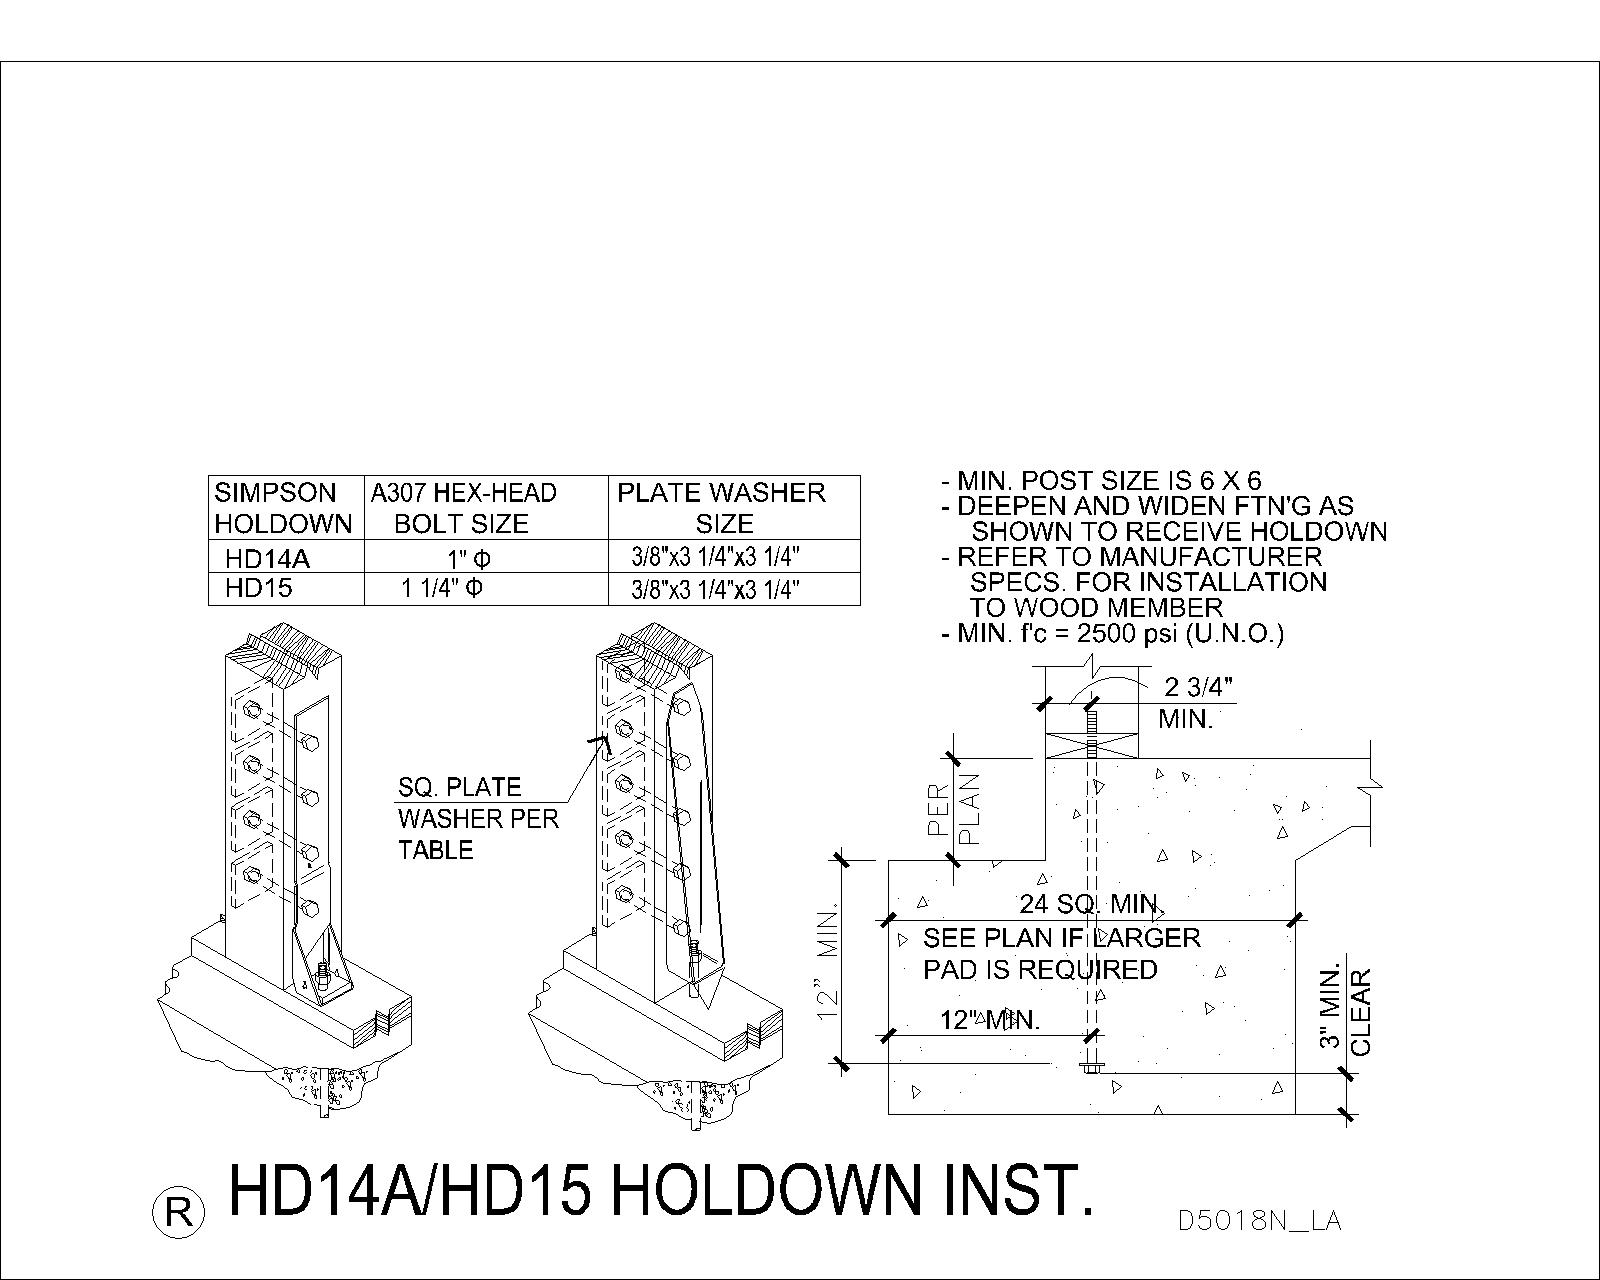 SIMPSON HOLDOWN
A307 HEX-HEAD BOLT SIZE
PLATE WASHER SIZE
HD14A 1" Φ 3/8"x3 1/4"x3 1/4"
HD15 1 1/4" Φ 3/8"x3 1/4"x3 1/4"
- MIN. POST SIZE IS 6 X 6
- DEEPEN AND WIDEN FTN'G AS
SHOWN TO RECEIVE HOLDOWN
- REFER TO MANUFACTURER
SPECS. FOR INSTALLATION
TO WOOD MEMBER
- MIN. f'c = 2500 psi (U.N.O.)
SQ. PLATE
WASHER PER
TABLE
2 3/4"
MIN.
PER
PLAN
12” MIN.
24 SQ. MIN.
SEE PLAN IF LARGER
PAD IS REQUIRED
12" MIN.
3" MIN.
CLEAR
R
HD14A/HD15 HOLDOWN INST.
D5018N_LA